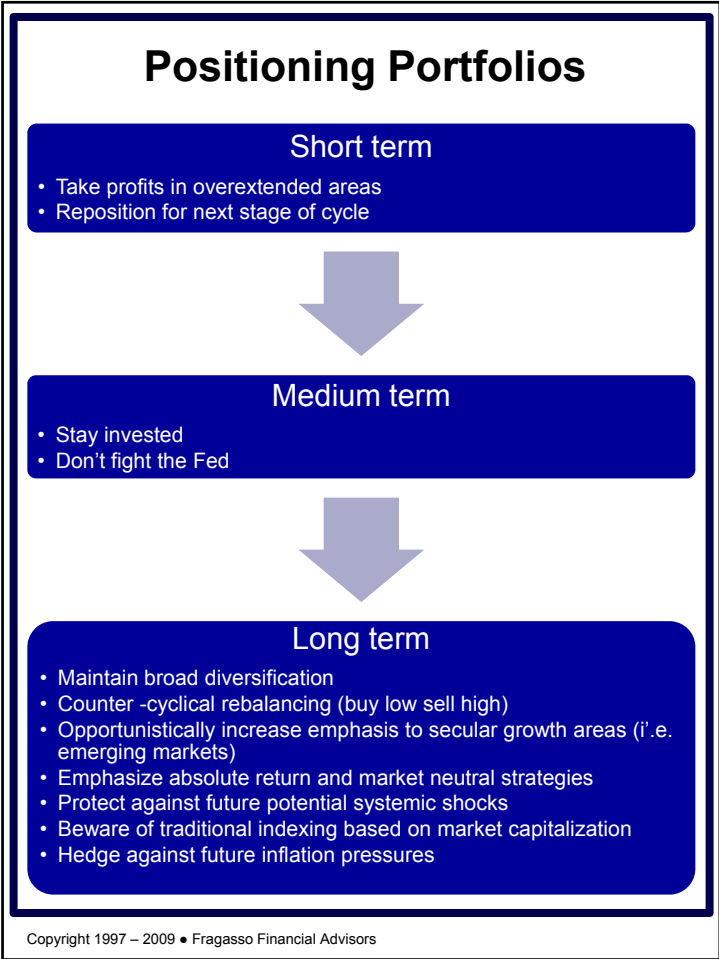 Positioning Portfolios
Short term
• Take profits in overextended areas
• Reposition for next stage of cycle
Medium term
• Stay invested
• Don’t fight the Fed
Long term
• Maintain broad diversification
• Counter -cyclical rebalancing (buy low sell high)
• Opportunistically increase emphasis to secular growth areas (i’.e.
emerging markets)
• Emphasize absolute return and market neutral strategies
• Protect against future potential systemic shocks
• Beware of traditional indexing based on market capitalization
• Hedge against future inflation pressures
Copyright 1997 – 2009 ● Fragasso Financial Advisors